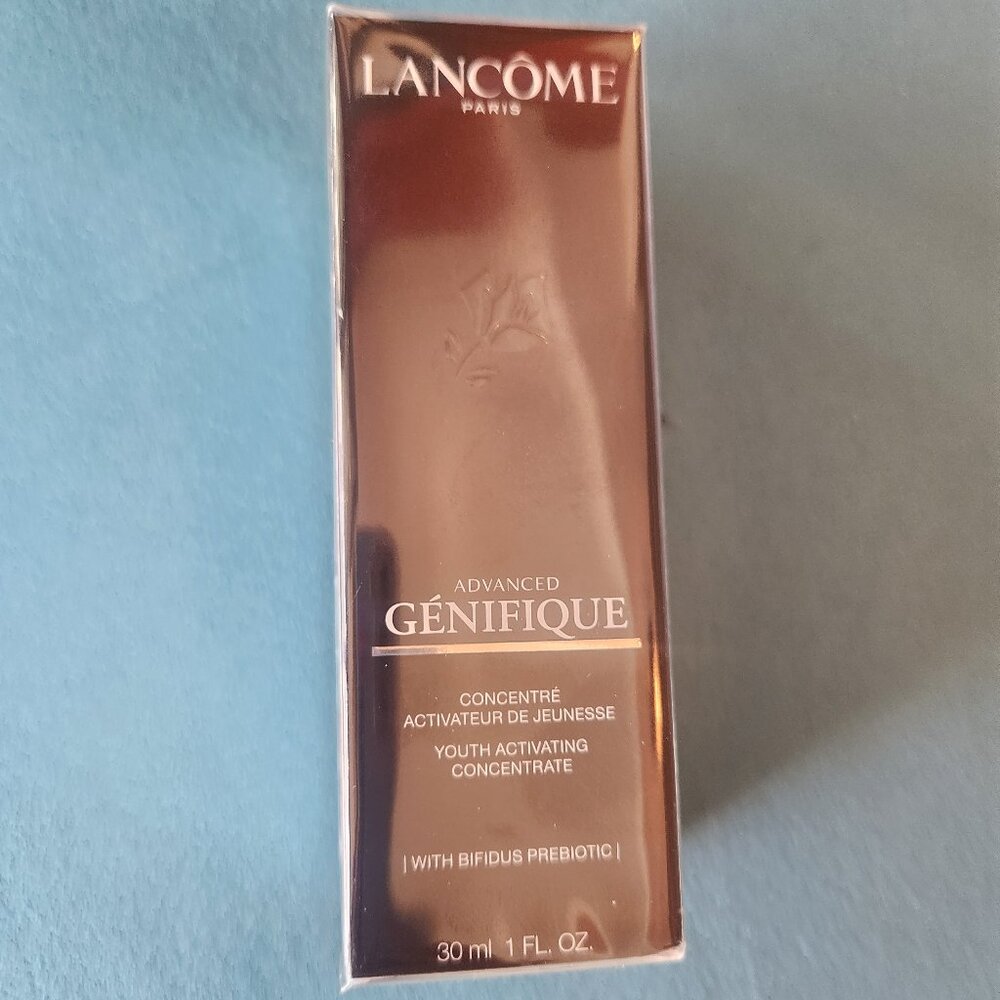 LANCÔME
PARIS
ADVANCED
GÉNIFIQUE
CONCENTRÉ
ACTIVATEUR DE JEUNESSE
YOUTH ACTIVATING
CONCENTRATE
| WITH BIFIDUS PREBIOTIC |
30 ml 1 FL. OZ.